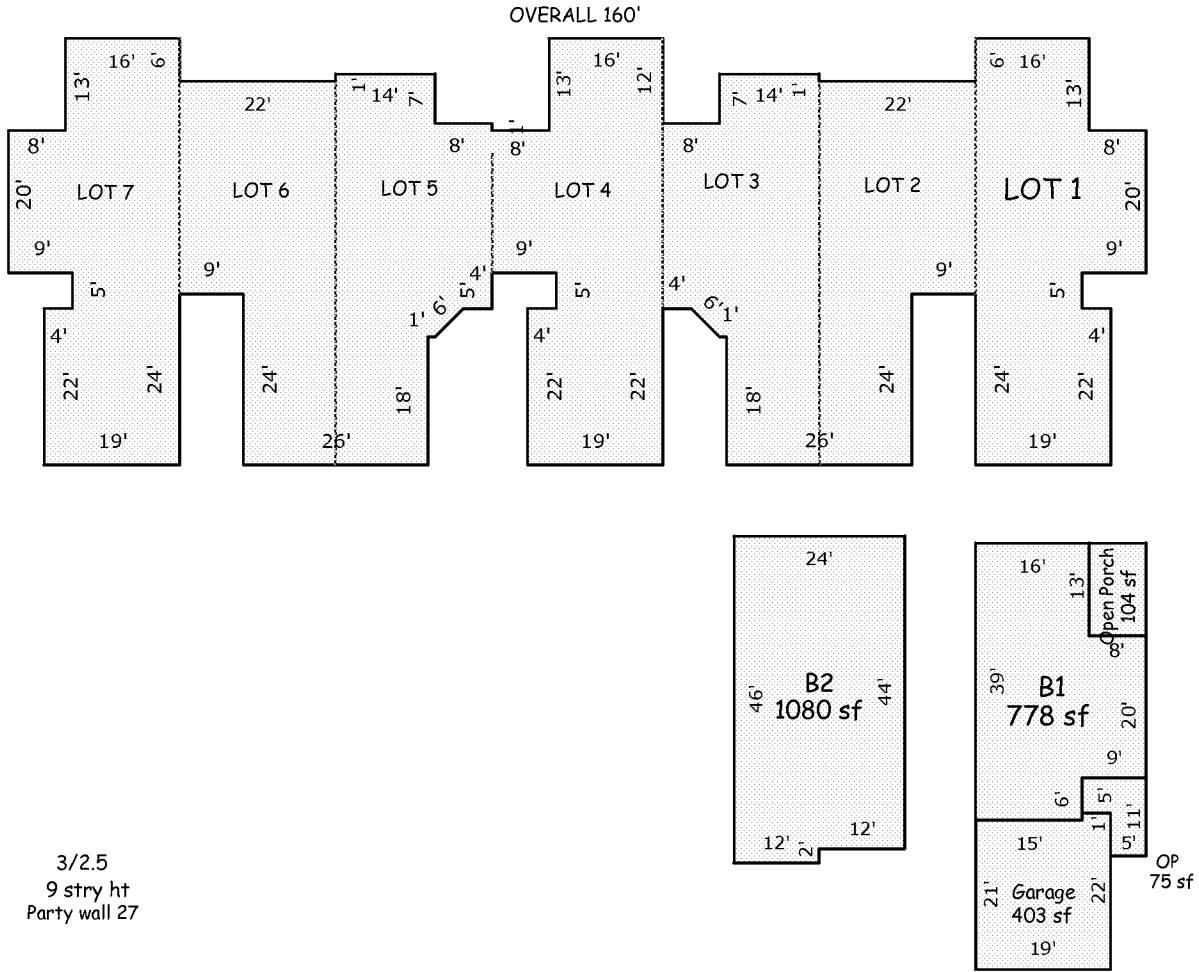 OVERALL 160'
16' 6' 13' 22' 1' 14' 7' 16' 13' 12' 7' 14' 1' 22' 6' 16' 13'
8' 8' 1' 8' 8' 8'
20' LOT 7 LOT 6 LOT 5 LOT 4 LOT 3 LOT 2 LOT 1 20'
9' 9' 4' 9' 4' 9' 9'
5' 5' 6' 1' 5' 6' 1' 5'
4' 4' 4'
22' 24' 24' 18' 22' 22' 18' 24' 24' 22'
19' 26' 19' 26' 19'
24'
46' 44'
B2
1080 sf
12' 2' 12'
16' 13'
Open Porch
104 sf
8'
39' 20'
B1
778 sf
9'
6' 5'
1' 11'
15' 5'
OP
75 sf
21' 22'
Garage
403 sf
19'
3/2.5
9 stry ht
Party wall 27